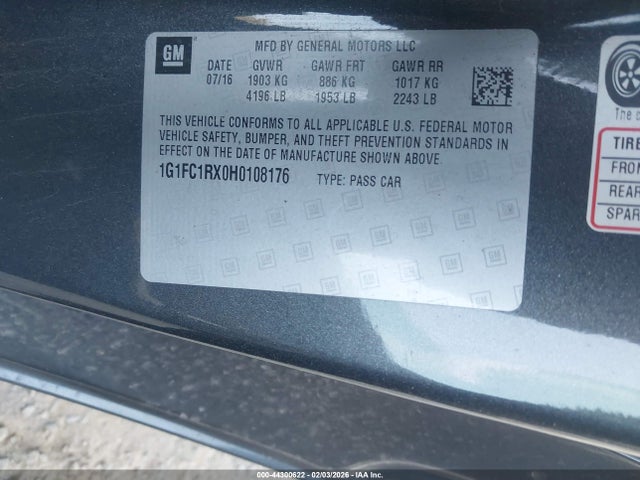 GM
MFD BY GENERAL MOTORS LLC
DATE GVWR GAWR FRT GAWR RR
07/16 1903 KG 886 KG 1017 KG
4196 LB 1953 LB 2243 LB
THIS VEHICLE CONFORMS TO ALL APPLICABLE U.S. FEDERAL MOTOR
VEHICLE SAFETY, BUMPER, AND THEFT PREVENTION STANDARDS IN
EFFECT ON THE DATE OF MANUFACTURE SHOWN ABOVE.
1G1FC1RX0H0108176 TYPE: PASS CAR
The c
TIRE
FRON
REAR
SPAR
000-44300622 - 02/03/2026 - IAAI.COM